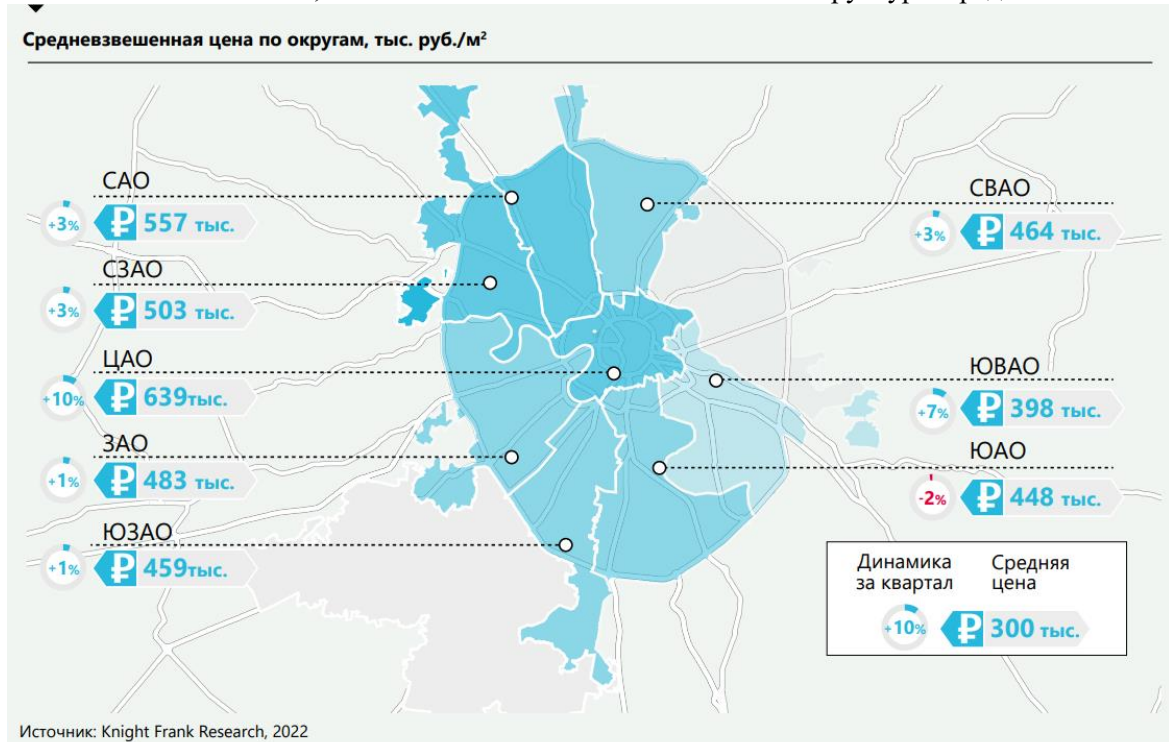 Средневзвешенная цена по округам, тыс. руб./м²
САО
+3% ₽ 557 тыс.
СЗАО
+3% ₽ 503 тыс.
ЦАО
+10% ₽ 639тыс.
ЗАО
+1% ₽ 483 тыс.
ЮЗАО
+1% ₽ 459тыс.
СВАО
+3% ₽ 464 тыс.
ЮВАО
+7% ₽ 398 тыс.
ЮАО
-2% ₽ 448 тыс.
Динамика Средняя
за квартал цена
+10% ₽ 300 тыс.
Источник: Knight Frank Research, 2022